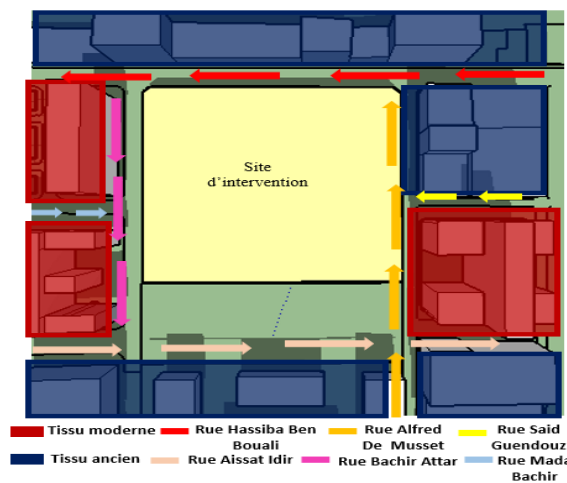 Site
d'intervention
Tissu moderne
Rue Hassiba Ben
Bouali
Rue Alfred
De Musset
Rue Said
Guendouz
Tissu ancien
Rue Aissat Idir
Rue Bachir Attar
Rue Mada
Bachir